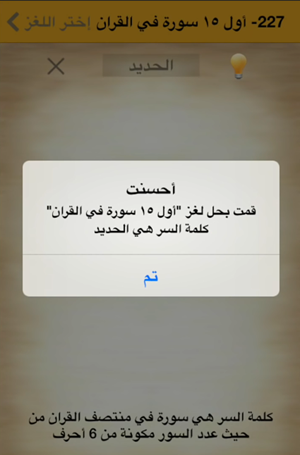 227- أول ١٥ سورة في القران
إختر اللغز
الحديد
أحسنت
قمت بحل لغز "أول ١٥ سورة في القران"
كلمة السر هي الحديد
تم
كلمة السر هي سورة في منتصف القران من
حيث عدد السور مكونة من 6 أحرف